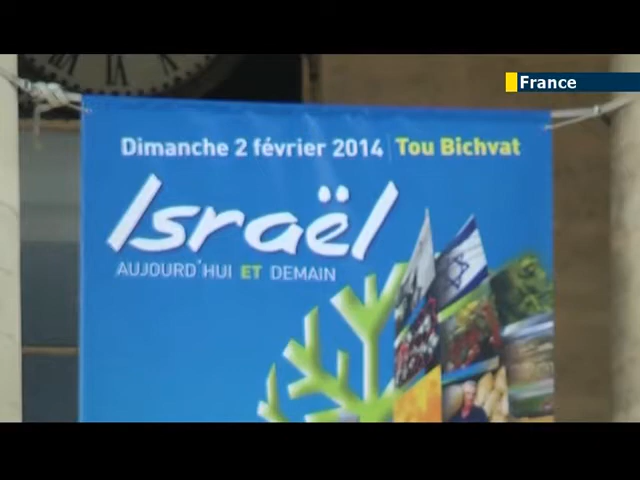 France
Dimanche 2 février 2014 | Tou Bichvat
Israël
AUJOURD'HUI ET DEMAIN